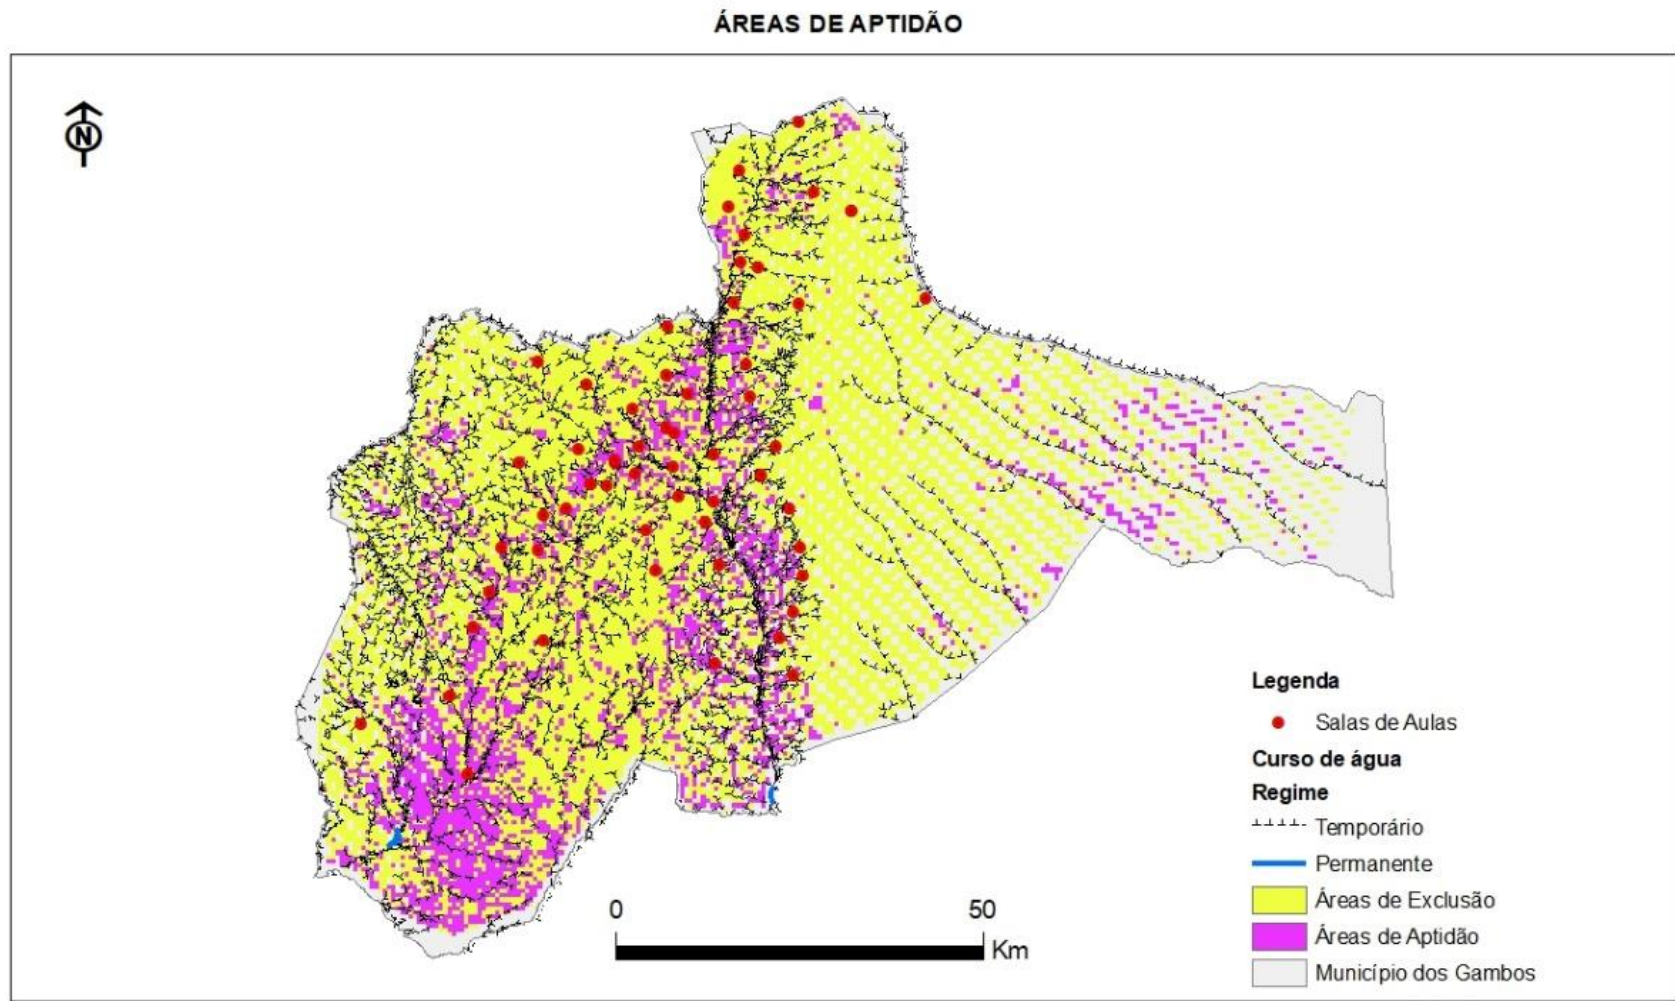 ÁREAS DE APTIDÃO
N
Legenda
Salas de Aulas
Curso de água
Regime
Temporário
Permanente
Áreas de Exclusão
Áreas de Aptidão
Município dos Gambos
0 50
Km